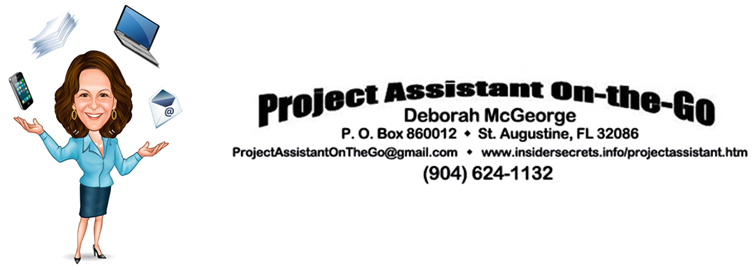 Project Assistant On-the-Go
Deborah McGeorge
P. O. Box 860012 • St. Augustine, FL 32086
ProjectAssistantOnTheGo@gmail.com • www.insidersecrets.info/projectassistant.htm
(904) 624-1132
@